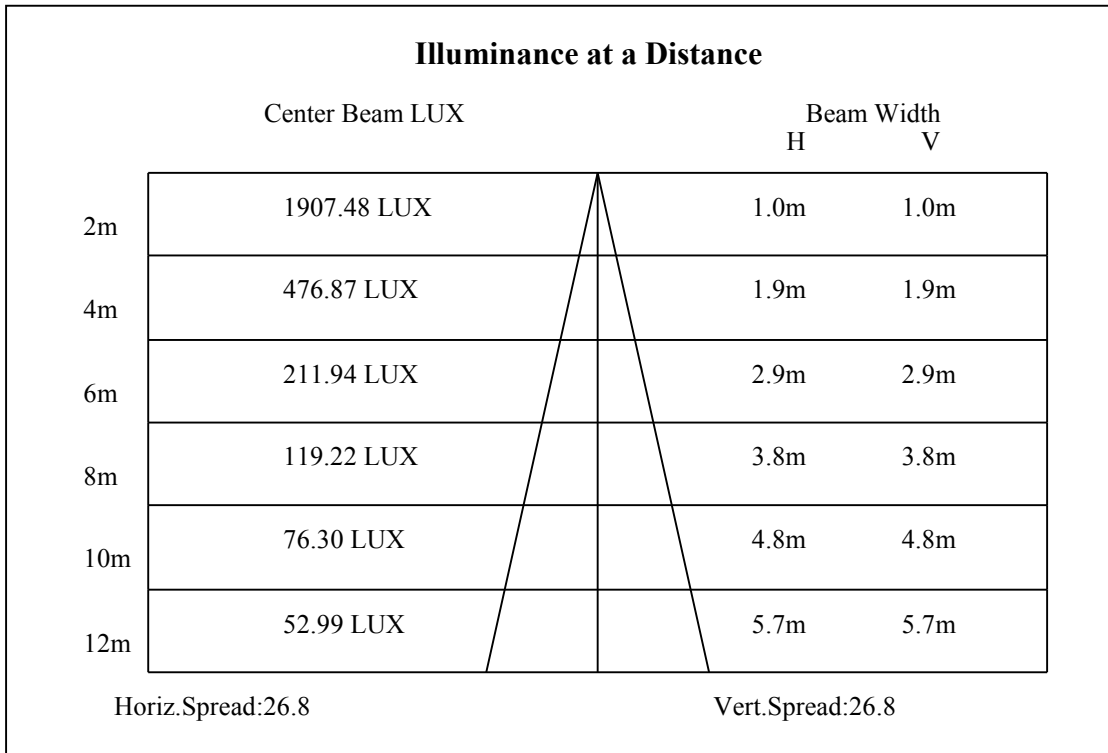 Illuminance at a Distance
Center Beam LUX Beam Width
H V
2m 1907.48 LUX 1.0m 1.0m
4m 476.87 LUX 1.9m 1.9m
6m 211.94 LUX 2.9m 2.9m
8m 119.22 LUX 3.8m 3.8m
10m 76.30 LUX 4.8m 4.8m
12m 52.99 LUX 5.7m 5.7m
Horiz.Spread:26.8 Vert.Spread:26.8